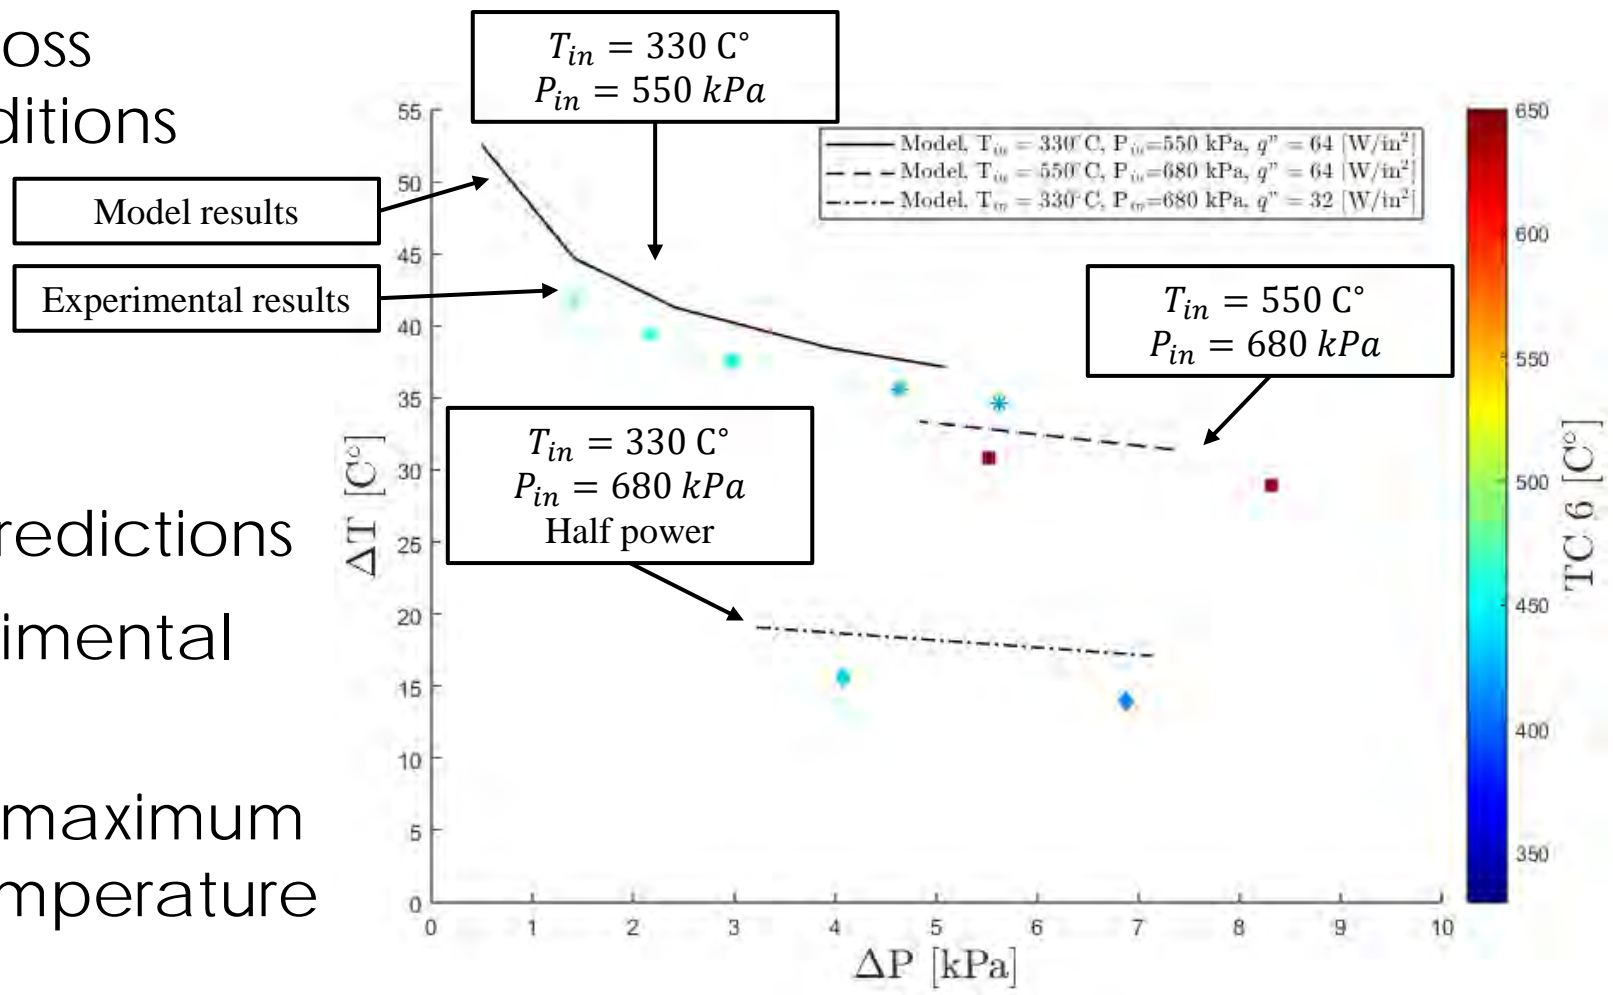 oss
ditions
redictions
imental
maximum
mperature
T_in = 330 C°
P_in = 550 kPa
Model results
Experimental results
T_in = 550 C°
P_in = 680 kPa
T_in = 330 C°
P_in = 680 kPa
Half power
Model, T_in = 330°C, P_in=550 kPa, q" = 64 [W/in²]
Model, T_in = 550°C, P_in=680 kPa, q" = 64 [W/in²]
Model, T_in = 330°C, P_in=680 kPa, q" = 32 [W/in²]
ΔT [C°]
55
50
45
40
35
30
25
20
15
10
5
0
0 1 2 3 4 5 6 7 8 9 10
ΔP [kPa]
650
600
550
500
450
400
350
TC 6 [C°]